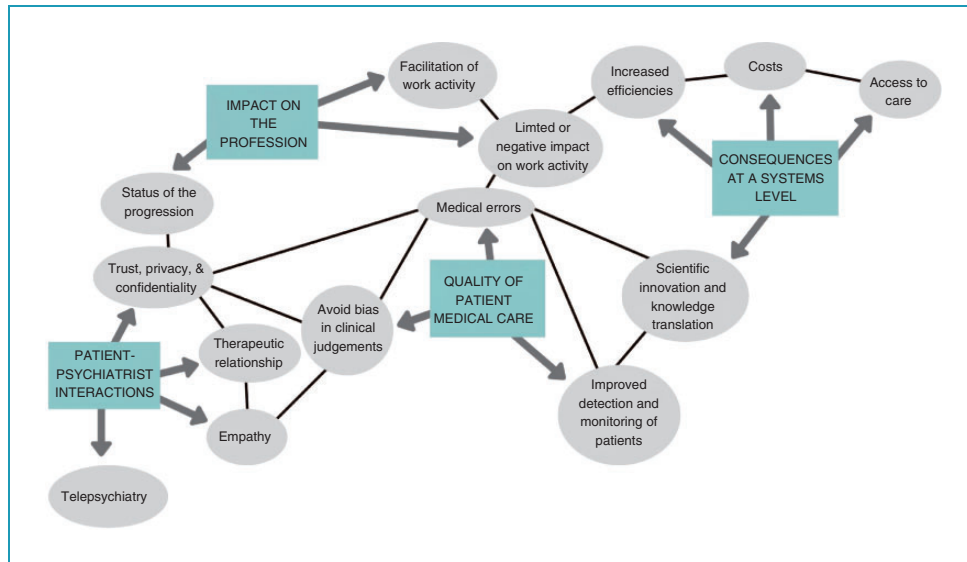 Facilitation of
work activity
Increased
efficiencies
Costs
Access to
care
IMPACT ON
THE
PROFESSION
Limted or
negative impact
on work activity
CONSEQUENCES
AT A SYSTEMS
LEVEL
Status of the
progression
Medical errors
Trust, privacy, &
confidentiality
QUALITY OF
PATIENT
MEDICAL CARE
Scientific
innovation and
knowledge
translation
Avoid bias
in clinical
judgements
PATIENT-
PSYCHIATRIST
INTERACTIONS
Therapeutic
relationship
Improved
detection and
monitoring of
patients
Empathy
Telepsychiatry